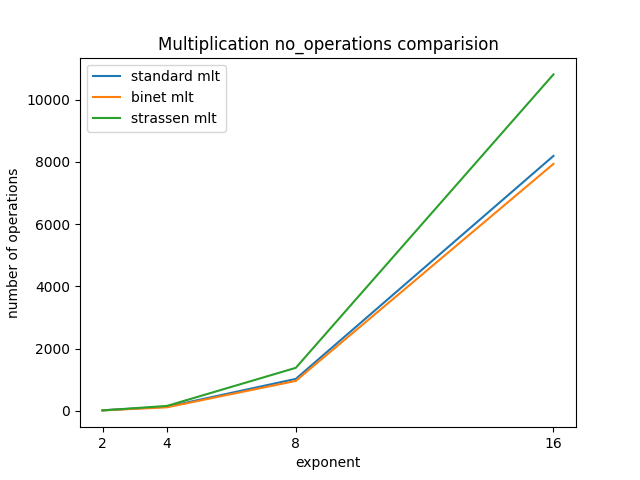 Multiplication no_operations comparision
standard mlt
binet mlt
strassen mlt
number of operations
10000
8000
6000
4000
2000
0
2 4 8 16
exponent